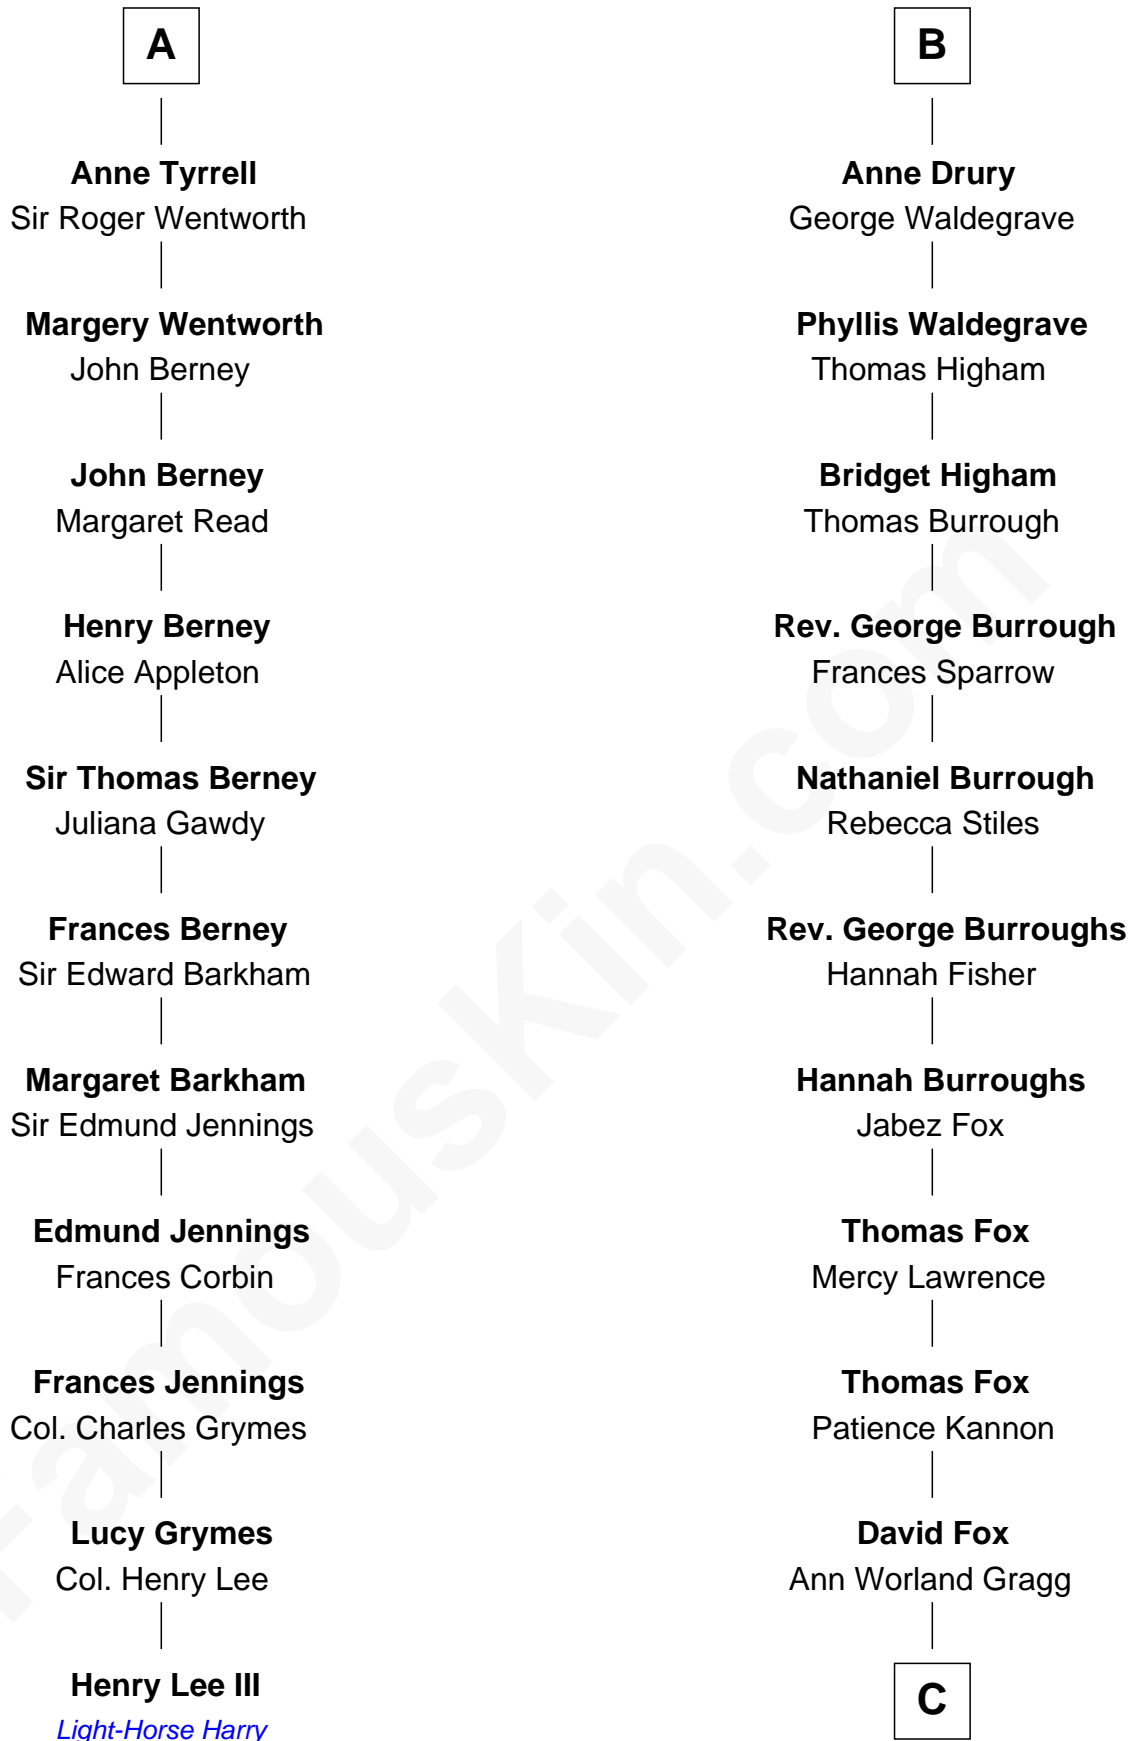 A
Anne Tyrrell
Sir Roger Wentworth
Margery Wentworth
John Berney
John Berney
Margaret Read
Henry Berney
Alice Appleton
Sir Thomas Berney
Juliana Gawdy
Frances Berney
Sir Edward Barkham
Margaret Barkham
Sir Edmund Jennings
Edmund Jennings
Frances Corbin
Frances Jennings
Col. Charles Grymes
Lucy Grymes
Col. Henry Lee
Henry Lee III
Light-Horse Harry
B
Anne Drury
George Waldegrave
Phyllis Waldegrave
Thomas Higham
Bridget Higham
Thomas Burrough
Rev. George Burrough
Frances Sparrow
Nathaniel Burrough
Rebecca Stiles
Rev. George Burroughs
Hannah Fisher
Hannah Burroughs
Jabez Fox
Thomas Fox
Mercy Lawrence
Thomas Fox
Patience Kannon
David Fox
Ann Worland Gragg
C
FamousKin.com